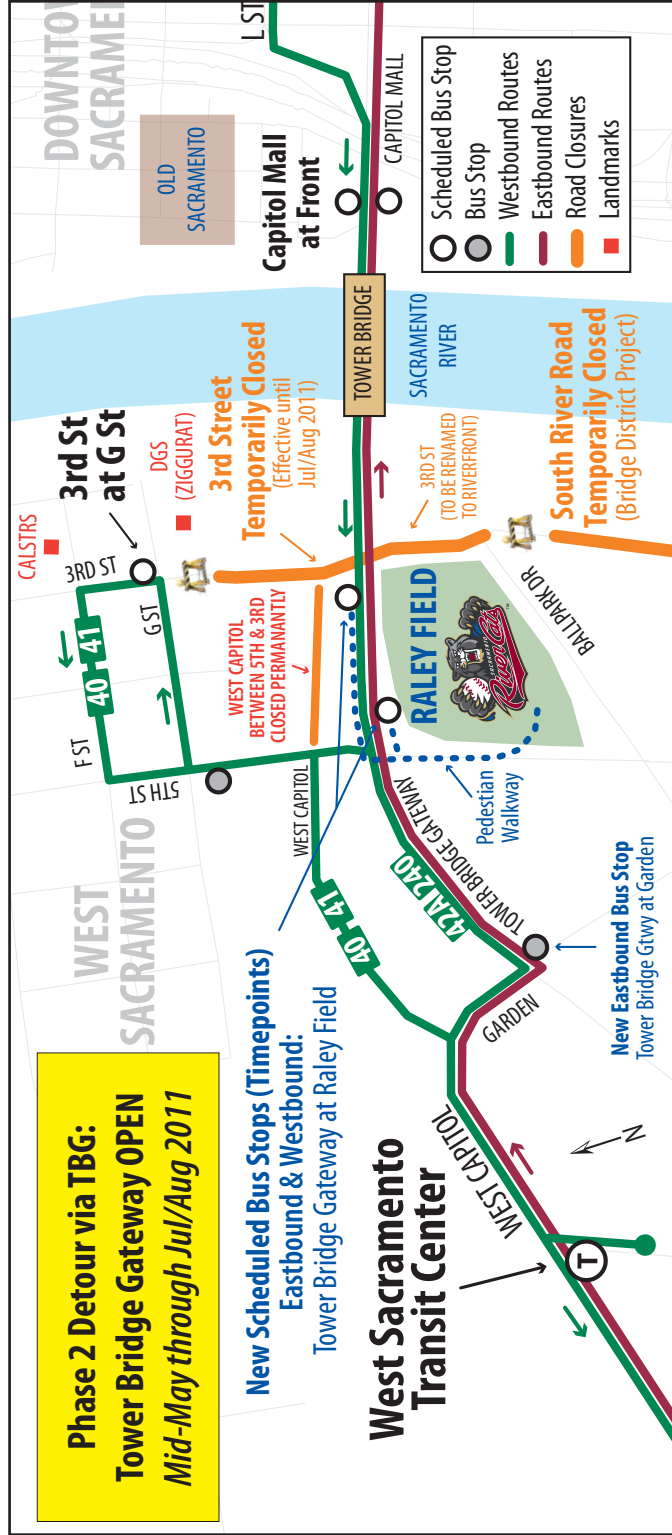 Phase 2 Detour via TBG:
Tower Bridge Gateway OPEN
Mid-May through Jul/Aug 2011
WEST
SACRAMENTO
DOWNTOW
SACRAMEN
CALSTRS
3rd St
at G St
DGS
(ZIGGURAT)
OLD
SACRAMENTO
F ST
40 - 41
3RD ST
G ST
5TH ST
3rd Street
Temporarily Closed
(Effective until
Jul/Aug 2011)
WEST CAPITOL
BETWEEN 5TH & 3RD
CLOSED PERMANANTLY
Capitol Mall
at Front
L ST
New Scheduled Bus Stops (Timepoints)
Eastbound & Westbound:
Tower Bridge Gateway at Raley Field
WEST CAPITOL
40 - 41
TOWER BRIDGE
CAPITOL MALL
42A/240
TOWER BRIDGE GATEWAY
RALEY FIELD
SACRAMENTO
RiverCats
TM
3RD ST
(TO BE RENAMED
TO RIVERFRONT)
SACRAMENTO
RIVER
West Sacramento
Transit Center
WEST CAPITOL
GARDEN
Pedestian
Walkway
BALLPARK DR
South River Road
Temporarily Closed
(Bridge District Project)
T
N
New Eastbound Bus Stop
Tower Bridge Gtwy at Garden
Scheduled Bus Stop
Bus Stop
Westbound Routes
Eastbound Routes
Road Closures
Landmarks